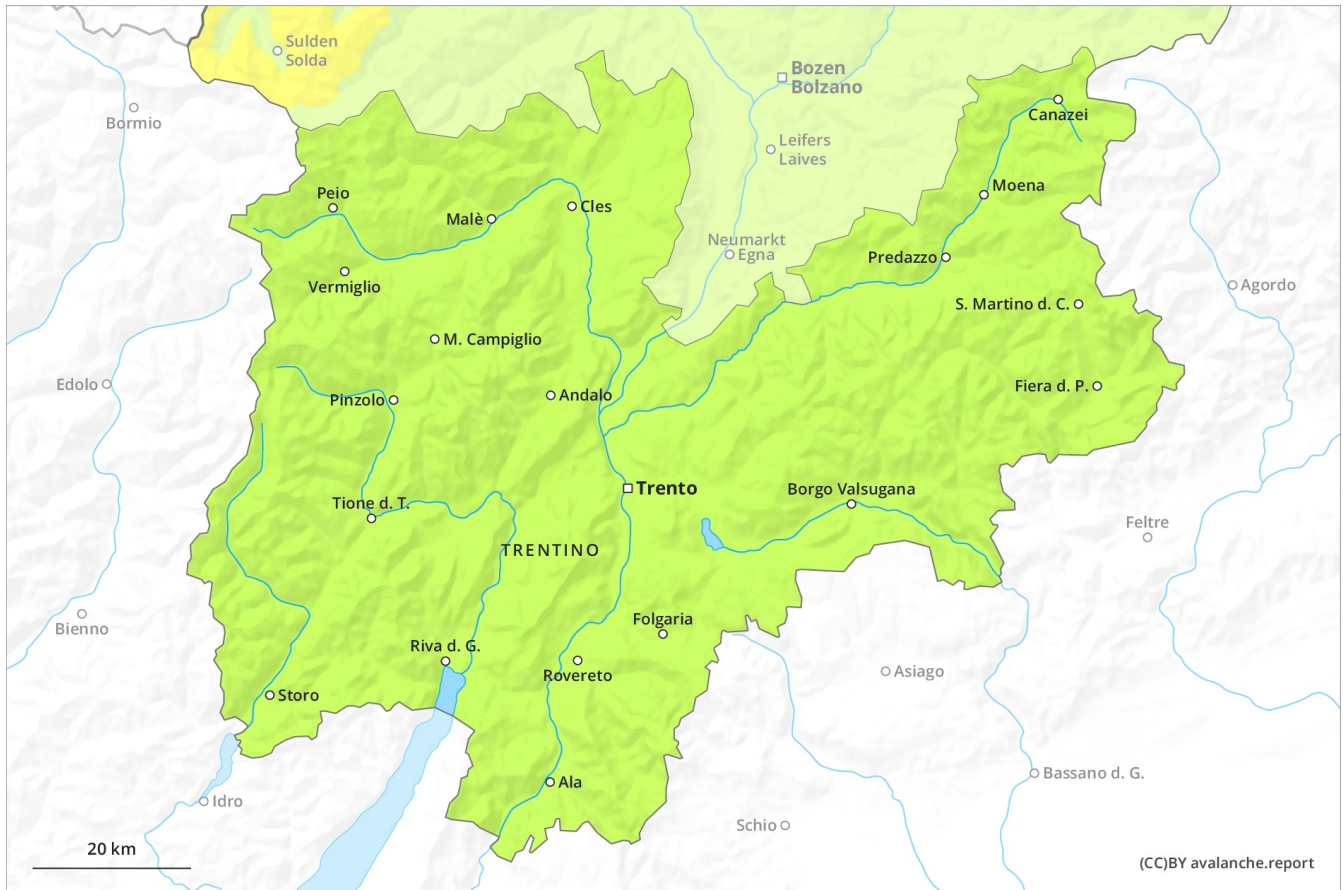 Sulden
Solda
Bozen
Bolzano
Bormio
Canazei
Leifers
Laives
Peio
Moena
Malè
Cles
Neumarkt
Egna
Predazzo
Vermiglio
Agordo
S. Martino d. C.
M. Campiglio
Edolo
Fiera d. P.
Andalo
Pinzolo
Trento
Borgo Valsugana
Tione d. T.
Feltre
TRENTINO
Folgaria
Bienno
Riva d. G.
Asiago
Rovereto
Storo
Bassano d. G.
Ala
Idro
Schio
20 km
(CC)BY avalanche.report